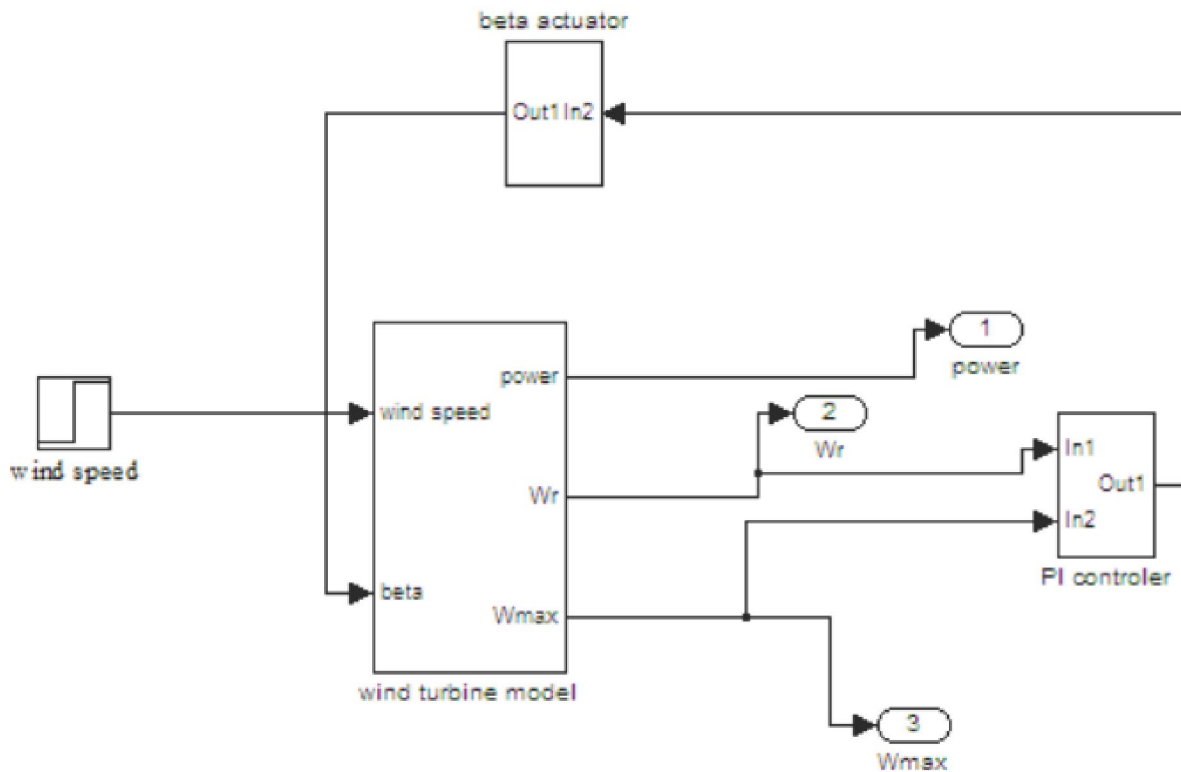 beta actuator
Out1 In2
1
power
power
wind speed
2
Wr
In1
wind speed
Out1
Wr
In2
beta
PI controler
Wmax
wind turbine model
3
Wmax